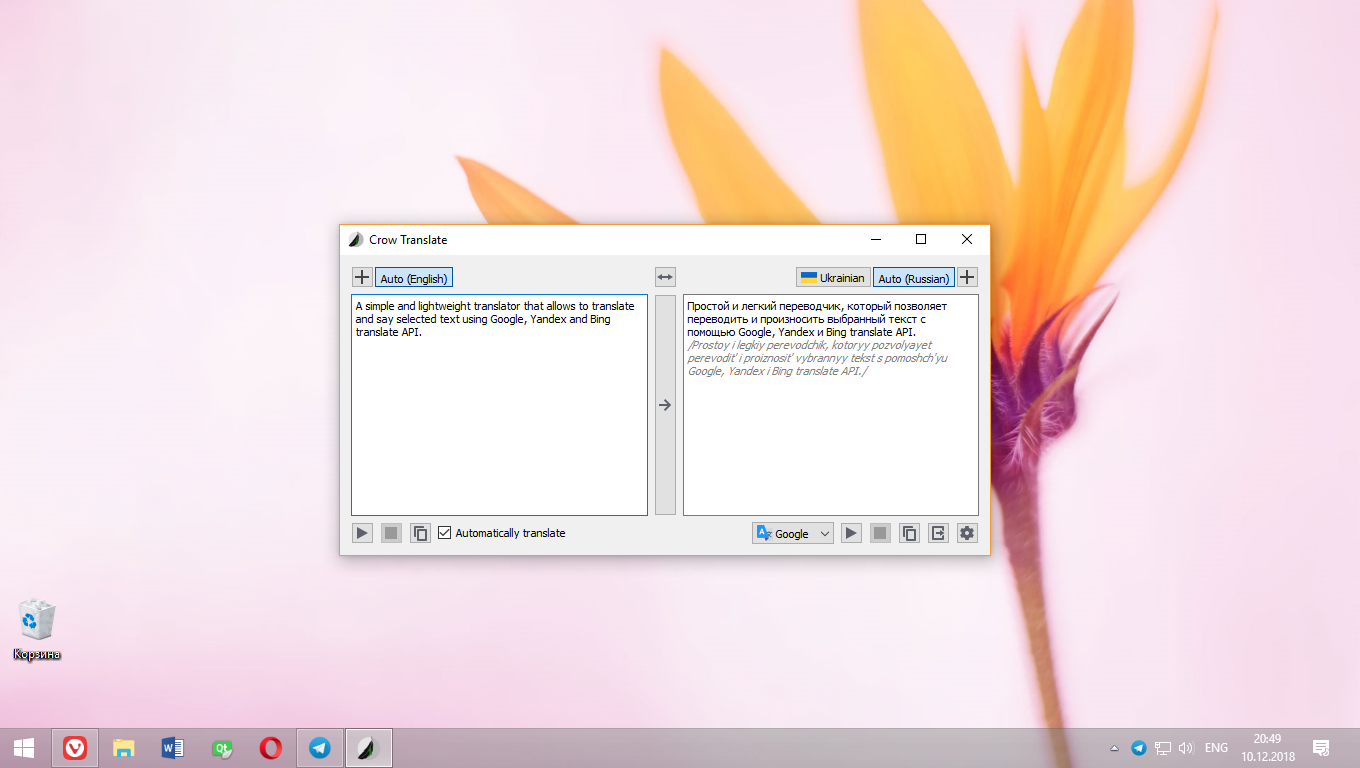 Crow Translate
Auto (English)
Ukrainian
Auto (Russian)
A simple and lightweight translator that allows to translate
and say selected text using Google, Yandex and Bing
translate API.
Простой и легкий переводчик, который позволяет
переводить и произносить выбранный текст с
помощью Google, Yandex и Bing translate API.
/Prostoy i legkiy perevodchik, kotoryy pozvolyayet
perevodit' i proiznosit' vybrannyy tekst s pomoshch'yu
Google, Yandex i Bing translate API./
Automatically translate
Google
Корзина
ENG
20:49
10.12.2018